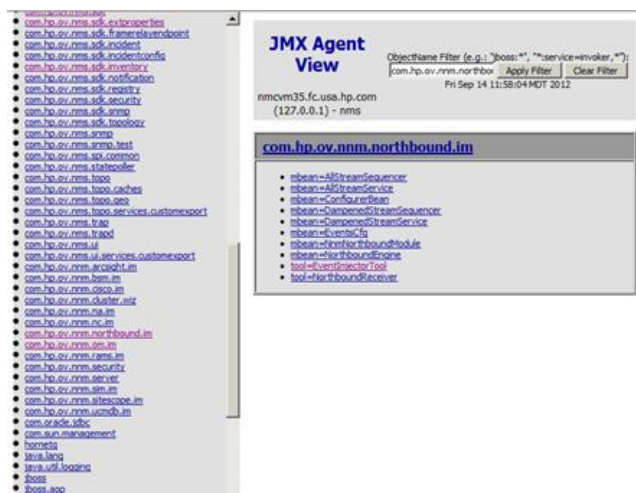 com.hp.ov.nms.sdk.extproperties
com.hp.ov.nms.sdk.framerelayendpoint
com.hp.ov.nms.sdk.incident
com.hp.ov.nms.sdk.incidentconfig
com.hp.ov.nms.sdk.inventory
com.hp.ov.nms.sdk.notification
com.hp.ov.nms.sdk.registry
com.hp.ov.nms.sdk.security
com.hp.ov.nms.sdk.snmp
com.hp.ov.nms.sdk.topology
com.hp.ov.nms.snmp
com.hp.ov.nms.snmp.test
com.hp.ov.nms.spi.common
com.hp.ov.nms.statepoller
com.hp.ov.nms.topo
com.hp.ov.nms.topo.caches
com.hp.ov.nms.topo.geo
com.hp.ov.nms.topo.services.customexport
com.hp.ov.nms.trap
com.hp.ov.nms.trapd
com.hp.ov.nms.ui
com.hp.ov.nms.ui.services.customexport
com.hp.ov.nnm.arcsight.im
com.hp.ov.nnm.bsm.im
com.hp.ov.nnm.cisco.im
com.hp.ov.nnm.cluster.wiz
com.hp.ov.nnm.na.im
com.hp.ov.nnm.nc.im
com.hp.ov.nnm.northbound.im
com.hp.ov.nnm.om.im
com.hp.ov.nnm.rams.im
com.hp.ov.nnm.security
com.hp.ov.nnm.server
com.hp.ov.nnm.sim.im
com.hp.ov.nnm.sitescope.im
com.hp.ov.nnm.ucmdb.im
com.oracle.jdbc
com.sun.management
hornetq
java.lang
java.util.logging
jboss
jboss.aop
JMX Agent
View
nmcvm35.fc.usa.hp.com
(127.0.0.1) - nms
ObjectName Filter (e.g.: "jboss:*", "*:service=invoker,*"):
com.hp.ov.nnm.northbou Apply Filter Clear Filter
Fri Sep 14 11:58:04 MDT 2012
com.hp.ov.nnm.northbound.im
mbean=AllStreamSequencer
mbean=AllStreamService
mbean=ConfigurerBean
mbean=DampenedStreamSequencer
mbean=DampenedStreamService
mbean=EventsCfg
mbean=NnmNorthboundModule
mbean=NorthboundEngine
tool=EventInjectorTool
tool=NorthboundReceiver